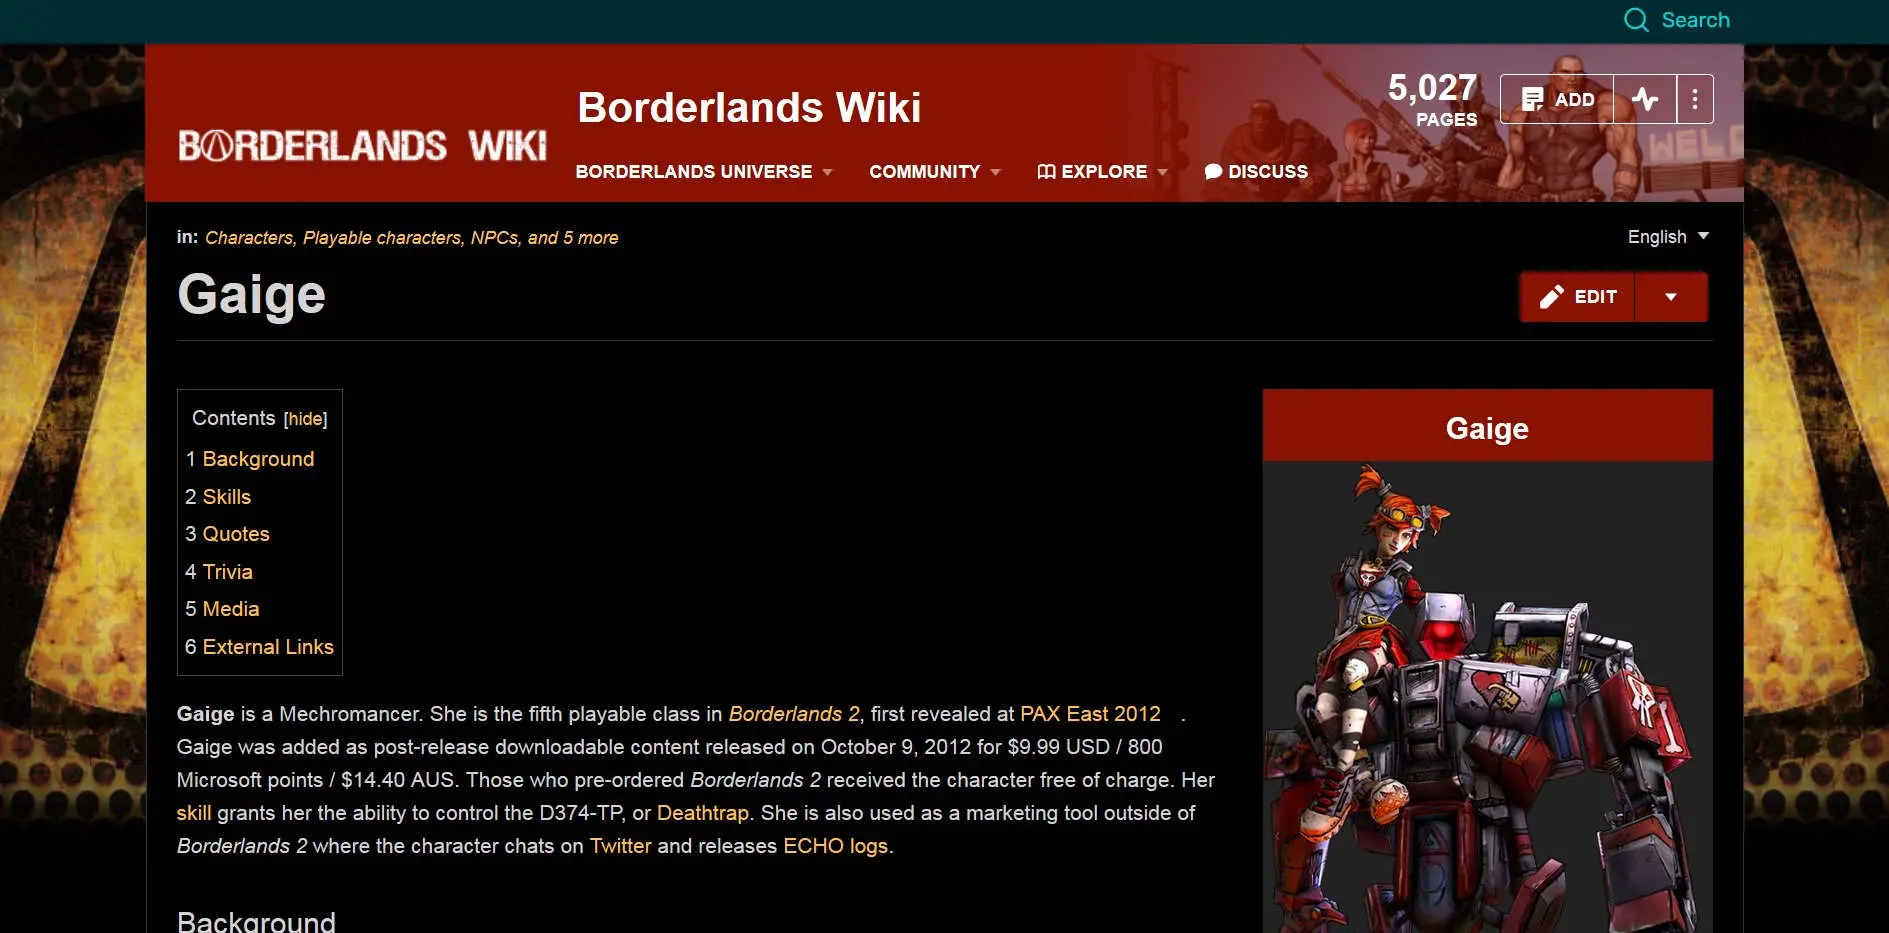 Search
BORDERLANDS WIKI
Borderlands Wiki
5,027
PAGES
ADD
BORDERLANDS UNIVERSE
COMMUNITY
EXPLORE
DISCUSS
WELC
in: Characters, Playable characters, NPCs, and 5 more
English
Gaige
EDIT
Contents [hide]
1 Background
2 Skills
3 Quotes
4 Trivia
5 Media
6 External Links
Gaige
Gaige is a Mechromancer. She is the fifth playable class in Borderlands 2, first revealed at PAX East 2012 .
Gaige was added as post-release downloadable content released on October 9, 2012 for $9.99 USD / 800
Microsoft points / $14.40 AUS. Those who pre-ordered Borderlands 2 received the character free of charge. Her
skill grants her the ability to control the D374-TP, or Deathtrap. She is also used as a marketing tool outside of
Borderlands 2 where the character chats on Twitter and releases ECHO logs.
Background